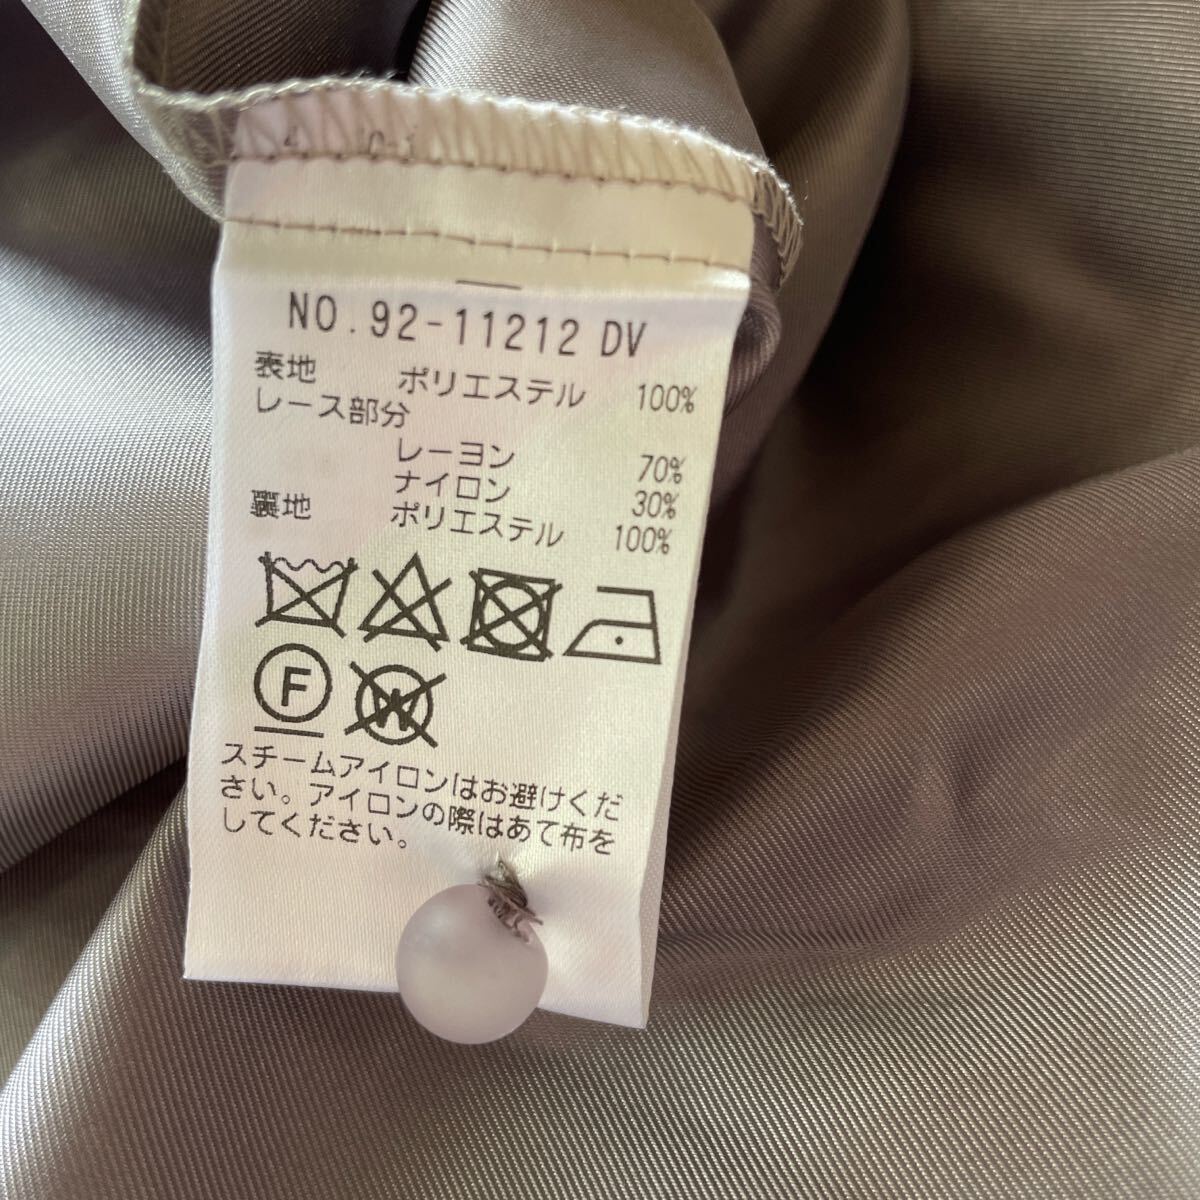 NO.92-11212 DV
表地 ポリエステル 100%
レース部分
レーヨン 70%
ナイロン 30%
裏地 ポリエステル 100%
F W
スチームアイロンはお避けくだ
さい。アイロンの際はあて布を
してください。